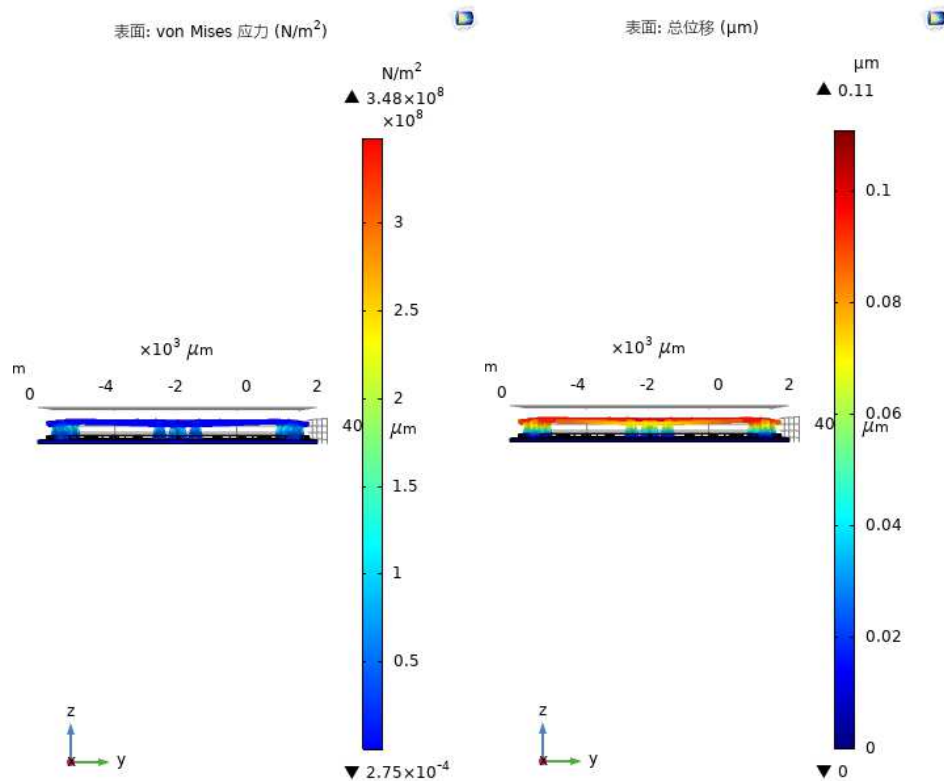 表面: von Mises 应力 (N/m²)
N/m²
▲ 3.48×10⁸
×10⁸
3
2.5
2
1.5
1
0.5
▼ 2.75×10⁻⁴
×10³ μm
m
0
-4
-2
0
2
40
μm
z
y
x
表面: 总位移 (μm)
μm
▲ 0.11
0.1
0.08
0.06
0.04
0.02
0
▼ 0
×10³ μm
m
0
-4
-2
0
2
40
μm
z
y
x